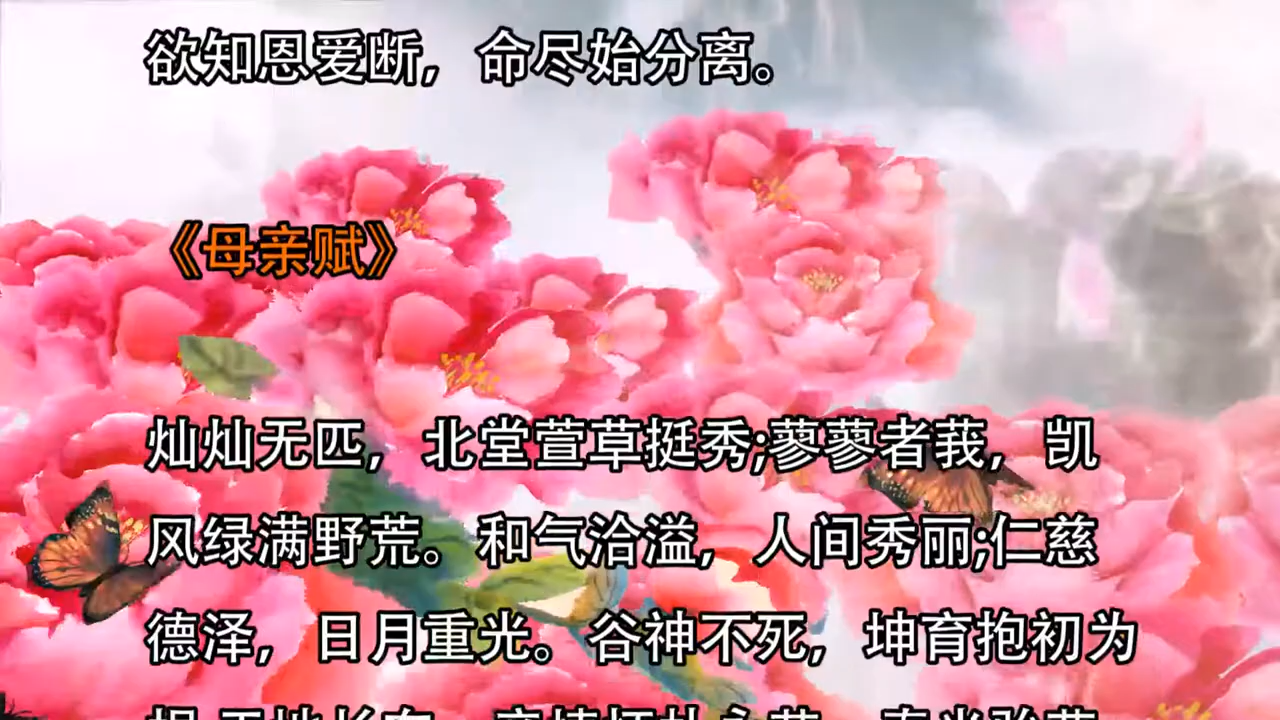 欲知恩爱断，命尽始分离。
《母亲赋》
灿灿无匹，北堂萱草挺秀;蓼蓼者莪，凯
风绿满野荒。和气洽溢，人间秀丽;仁慈
德泽，日月重光。谷神不死，坤育抱初为